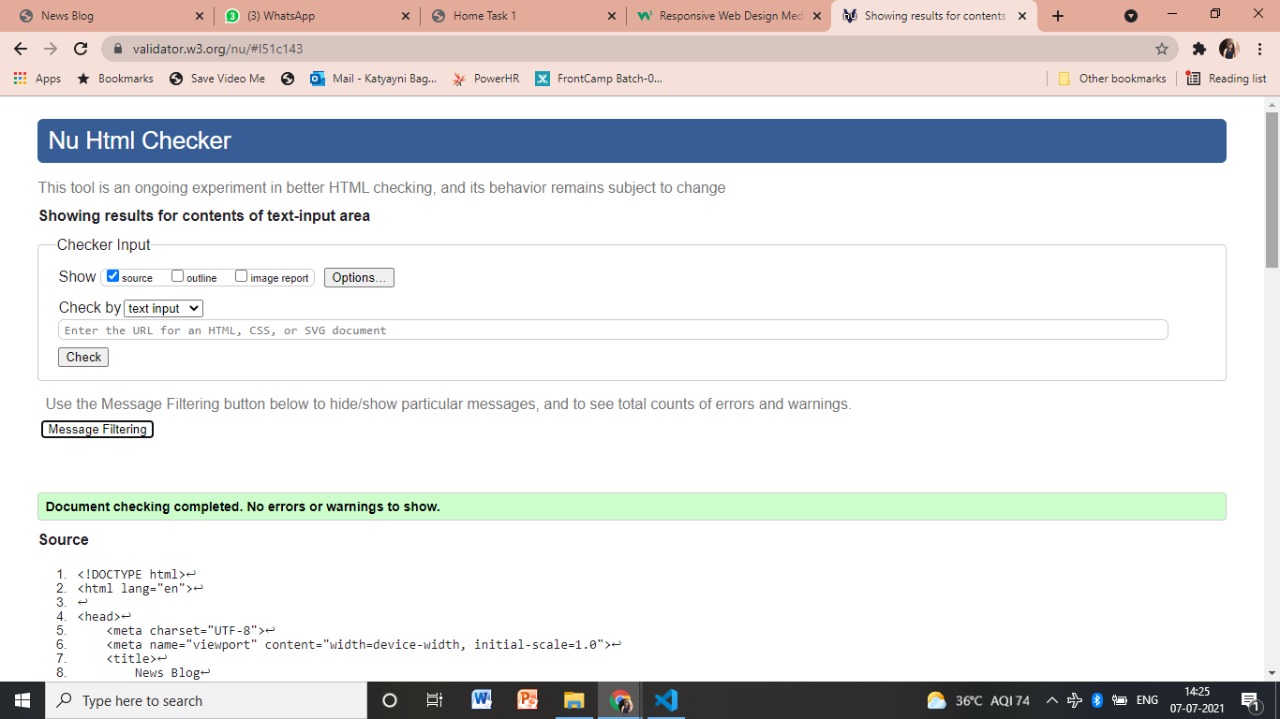 News Blog
(3) WhatsApp
Home Task 1
Responsive Web Design Med
Showing results for contents
validator.w3.org/nu/#l51c143
Apps
Bookmarks
Save Video Me
Mail - Katyayni Bag...
PowerHR
FrontCamp Batch-0...
Other bookmarks
Reading list
Nu Html Checker
This tool is an ongoing experiment in better HTML checking, and its behavior remains subject to change
Showing results for contents of text-input area
Checker Input
Show source outline image report Options...
Check by text input
Enter the URL for an HTML, CSS, or SVG document
Check
Use the Message Filtering button below to hide/show particular messages, and to see total counts of errors and warnings.
Message Filtering
Document checking completed. No errors or warnings to show.
Source
1. <!DOCTYPE html>↩
2. <html lang="en">↩
3. ↩
4. <head>↩
5. <meta charset="UTF-8">↩
6. <meta name="viewport" content="width=device-width, initial-scale=1.0">↩
7. <title>↩
8. News Blog↩
Type here to search
36°C AQI 74
ENG
14:25
07-07-2021
1